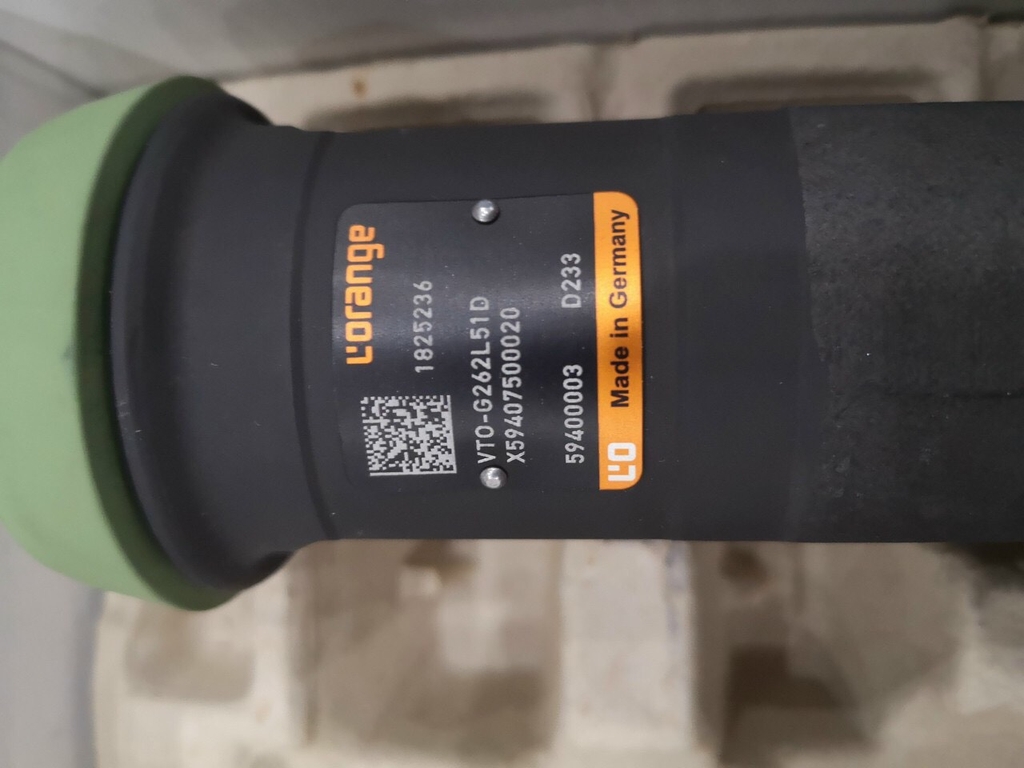 L'orange
1825236
VTO-G262L51D
X59407500020
59400003 D233
L'O Made in Germany